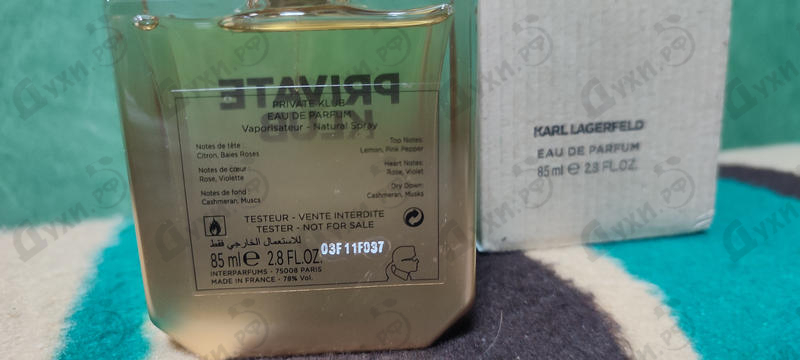 PRIVATE
KLUB
PRIVATE KLUB
EAU DE PARFUM
Vaporisateur - Natural Spray
Notes de tête :
Citron, Baies Roses
Notes de cœur :
Rose, Violette
Notes de fond :
Cashmeran, Muscs
Top Notes:
Lemon, Pink Pepper
Heart Notes:
Rose, Violet
Dry Down:
Cashmeran, Musks
TESTEUR - VENTE INTERDITE
TESTER - NOT FOR SALE
للاستعمال الخارجي فقط
03F11F037
85 ml e 2.8 FL.OZ.
INTERPARFUMS - 75008 PARIS
MADE IN FRANCE - 78% Vol.
KARL LAGERFELD
EAU DE PARFUM
85 ml e 2.8 FL.OZ.
Духи.рф